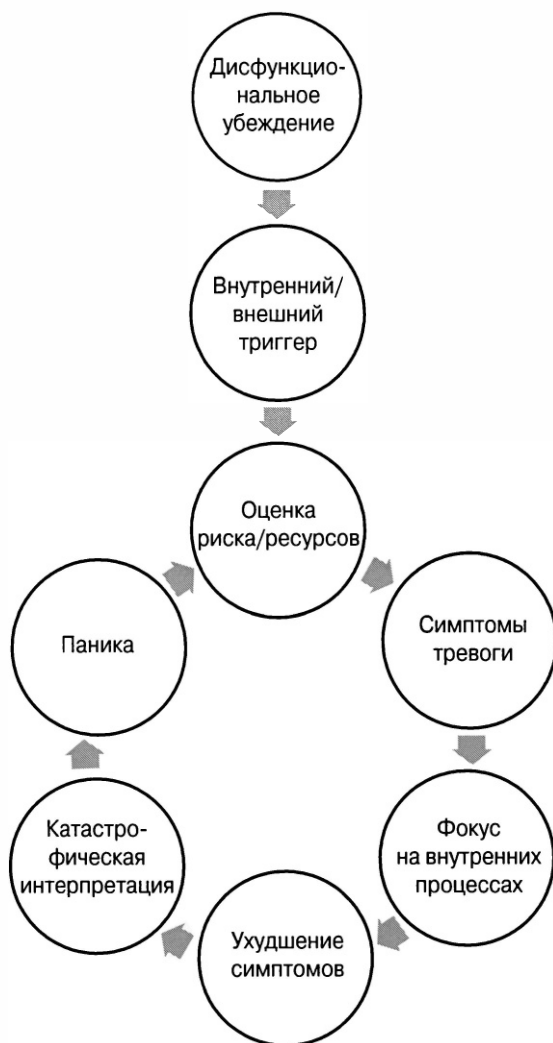 Дисфункцио-
нальное
убеждение
Внутренний/
внешний
триггер
Оценка
риска/ресурсов
Симптомы
тревоги
Фокус
на внутренних
процессах
Ухудшение
симптомов
Катастро-
фическая
интерпретация
Паника